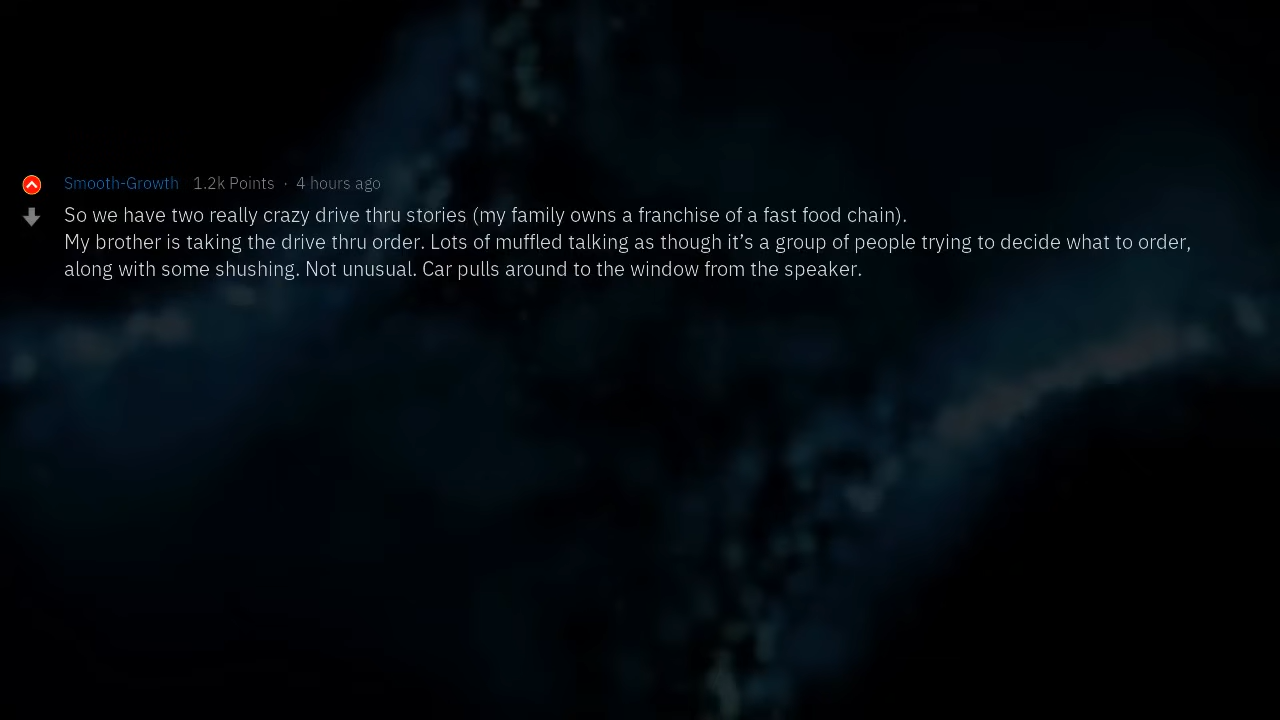 Smooth-Growth 1.2k Points · 4 hours ago
So we have two really crazy drive thru stories (my family owns a franchise of a fast food chain).
My brother is taking the drive thru order. Lots of muffled talking as though it’s a group of people trying to decide what to order,
along with some shushing. Not unusual. Car pulls around to the window from the speaker.